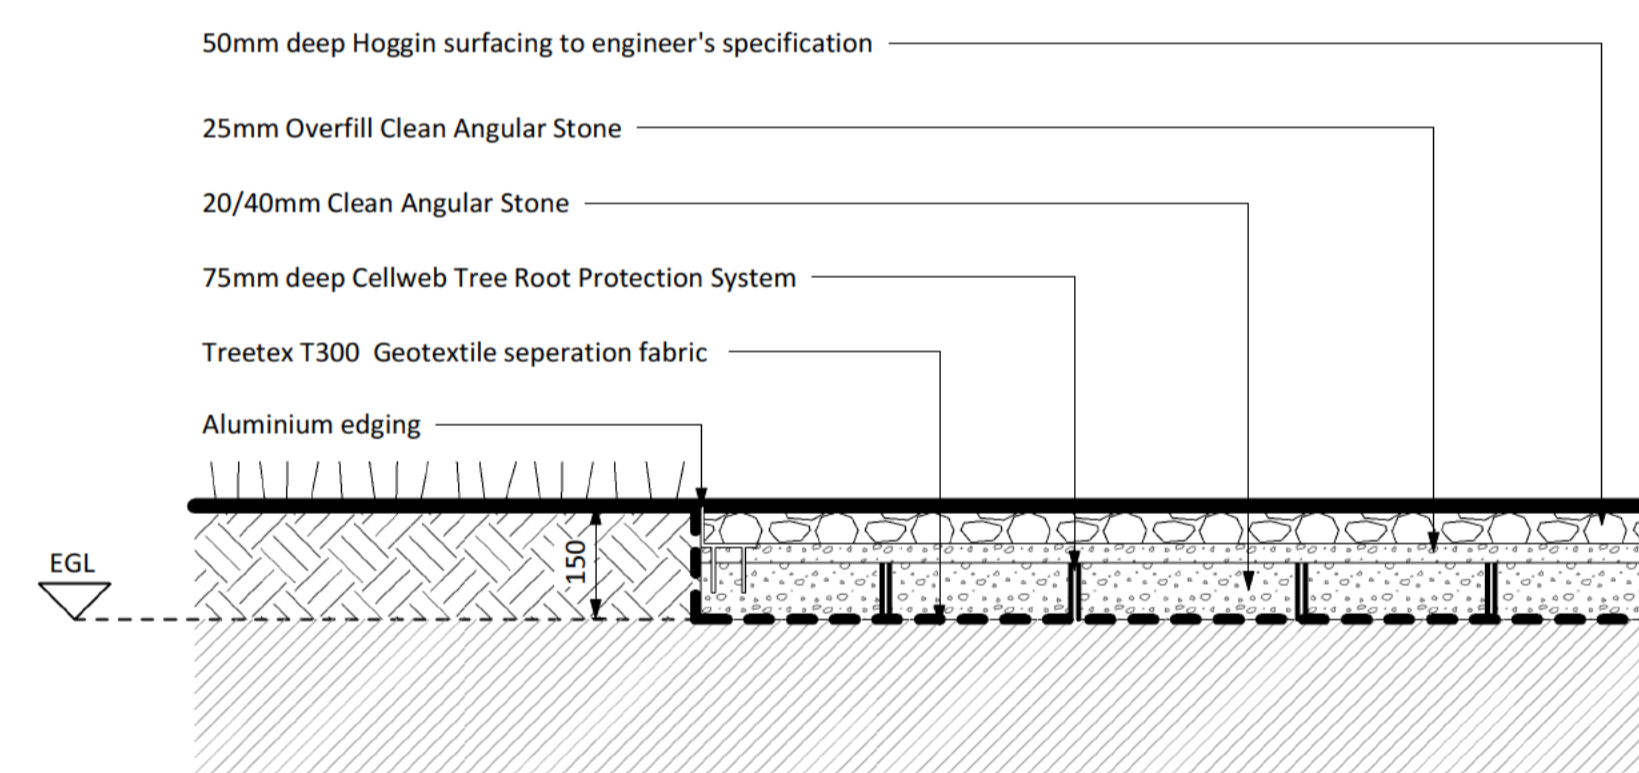 50mm deep Hoggin surfacing to engineer's specification
25mm Overfill Clean Angular Stone
20/40mm Clean Angular Stone
75mm deep Cellweb Tree Root Protection System
Treetex T300  Geotextile seperation fabric
Aluminium edging
EGL
150